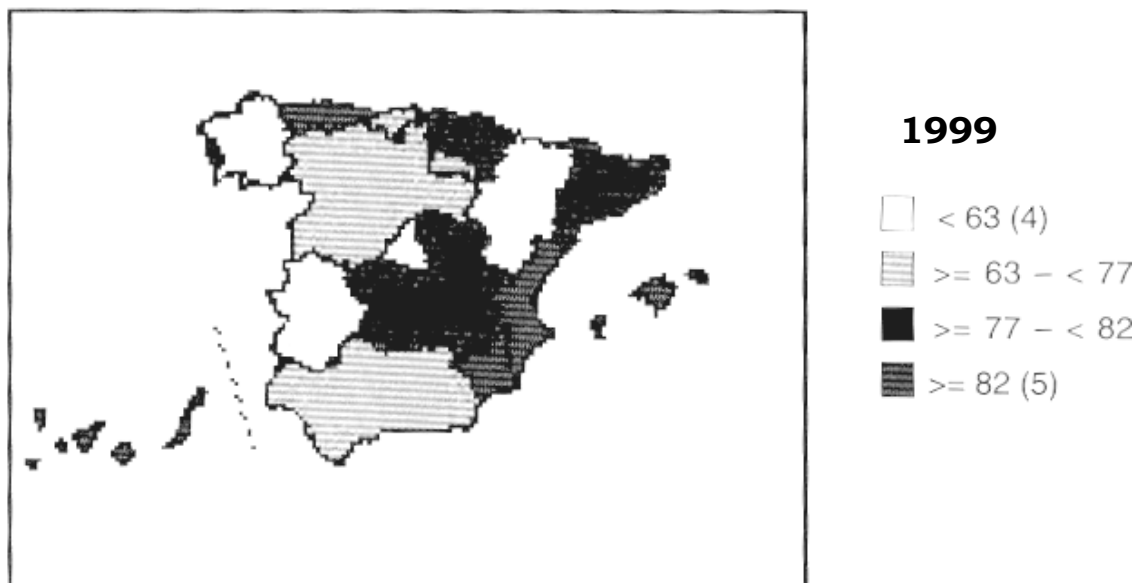 1999
< 63 (4)
>= 63 - < 77
>= 77 - < 82
>= 82 (5)